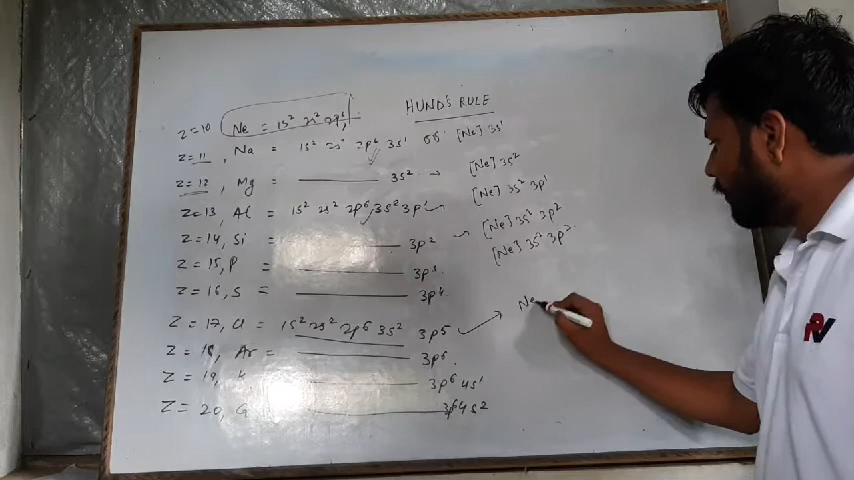 HUND'S RULE
Z=10 Ne = 1s² 2s² 2p⁶
Z=11, Na = 1s² 2s² 2p⁶ 3s¹ or [Ne] 3s¹
Z=12, Mg = 3s² → [Ne] 3s²
Z=13, Al = 1s² 2s² 2p⁶ 3s² 3p¹ [Ne] 3s² 3p¹
Z=14, Si = 3p² [Ne] 3s² 3p²
Z=15, P = 3p³ [Ne] 3s² 3p³
Z=16, S = 3p⁴
Z=17, Cl = 1s² 2s² 2p⁶ 3s² 3p⁵ → Ne
Z=18, Ar = 3p⁶
Z=19, K 3p⁶ 4s¹
Z=20, 3p⁶ 4s²